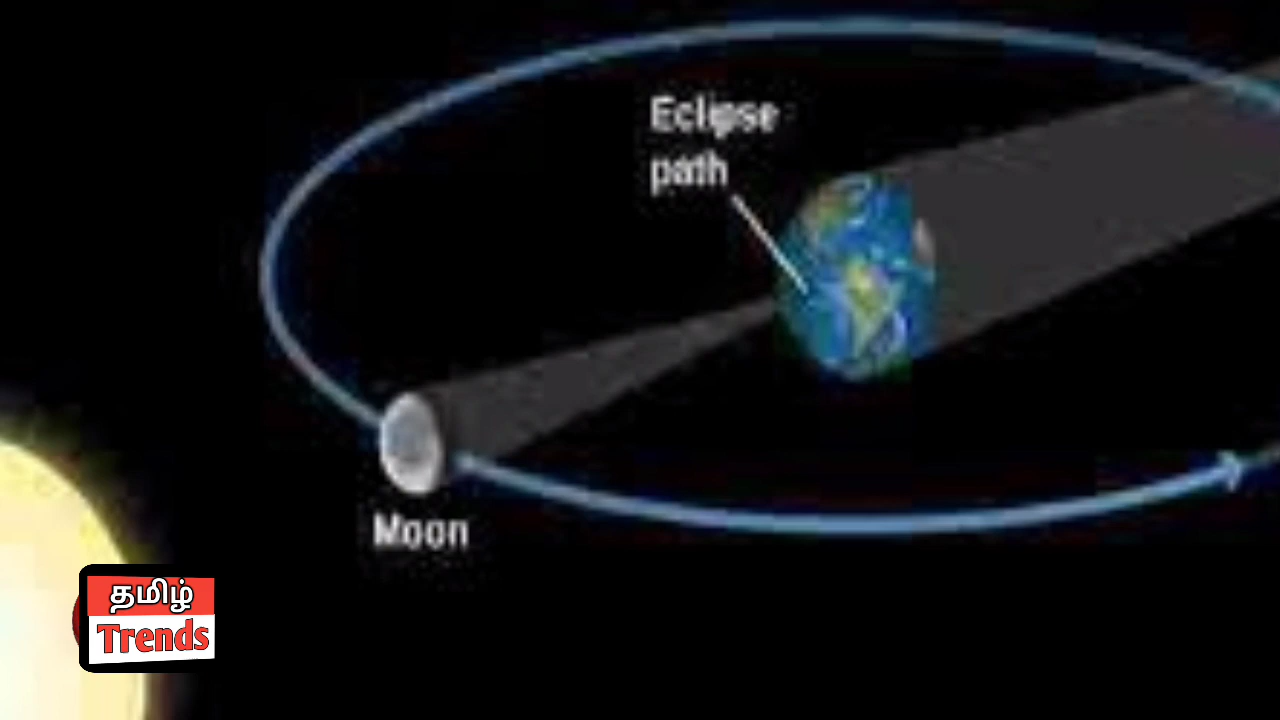 Eclipse
path
Moon
தமிழ்
Trends